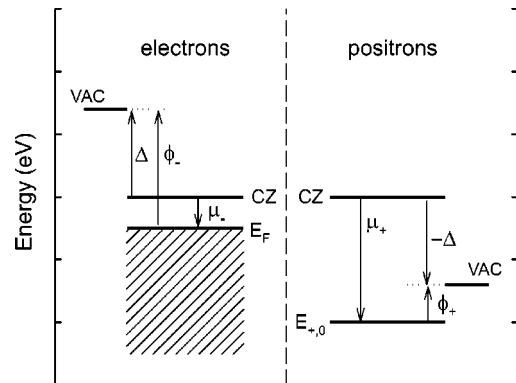 electrons
positrons
VAC
Δ
ϕ-
CZ
μ-
E_F
CZ
μ+
-Δ
VAC
ϕ+
E+,0
Energy (eV)